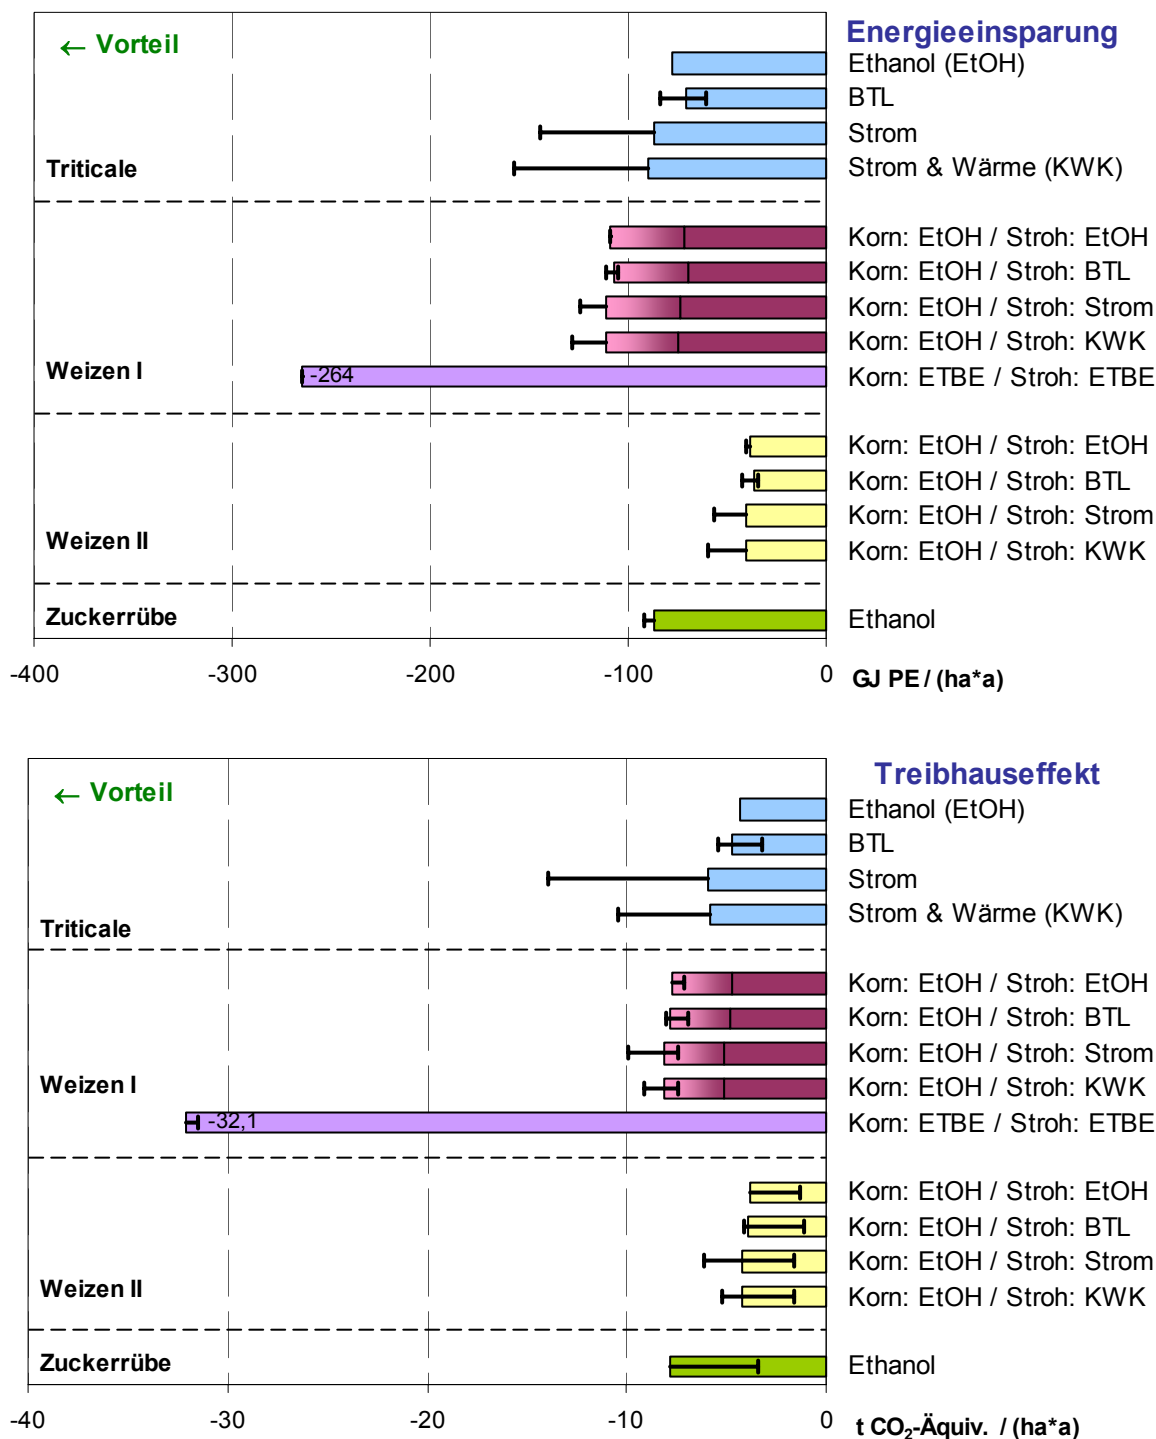 Energieeinsparung
← Vorteil
Ethanol (EtOH)
BTL
Strom
Triticale
Strom & Wärme (KWK)
Korn: EtOH / Stroh: EtOH
Korn: EtOH / Stroh: BTL
Korn: EtOH / Stroh: Strom
Korn: EtOH / Stroh: KWK
Weizen I
-264
Korn: ETBE / Stroh: ETBE
Korn: EtOH / Stroh: EtOH
Korn: EtOH / Stroh: BTL
Korn: EtOH / Stroh: Strom
Weizen II
Korn: EtOH / Stroh: KWK
Zuckerrübe
Ethanol
-400 -300 -200 -100 0 GJ PE / (ha*a)
Treibhauseffekt
← Vorteil
Ethanol (EtOH)
BTL
Strom
Strom & Wärme (KWK)
Triticale
Korn: EtOH / Stroh: EtOH
Korn: EtOH / Stroh: BTL
Korn: EtOH / Stroh: Strom
Weizen I
Korn: EtOH / Stroh: KWK
-32,1
Korn: ETBE / Stroh: ETBE
Korn: EtOH / Stroh: EtOH
Korn: EtOH / Stroh: BTL
Korn: EtOH / Stroh: Strom
Weizen II
Korn: EtOH / Stroh: KWK
Zuckerrübe
Ethanol
-40 -30 -20 -10 0 t CO₂-Äquiv. / (ha*a)